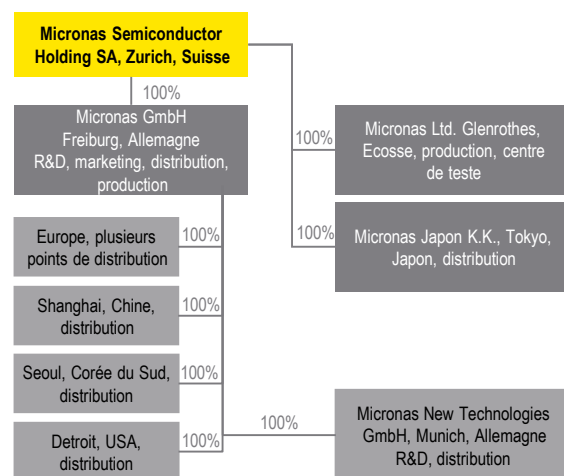 Micronas Semiconductor
Holding SA, Zurich, Suisse
100%
Micronas GmbH
Freiburg, Allemagne
R&D, marketing, distribution,
production
100%
Micronas Ltd. Glenrothes,
Ecosse, production, centre
de teste
100%
Micronas Japon K.K., Tokyo,
Japon, distribution
Europe, plusieurs
points de distribution
100%
Shanghai, Chine,
distribution
100%
Seoul, Corée du Sud,
distribution
100%
Detroit, USA,
distribution
100%
100%
Micronas New Technologies
GmbH, Munich, Allemagne
R&D, distribution